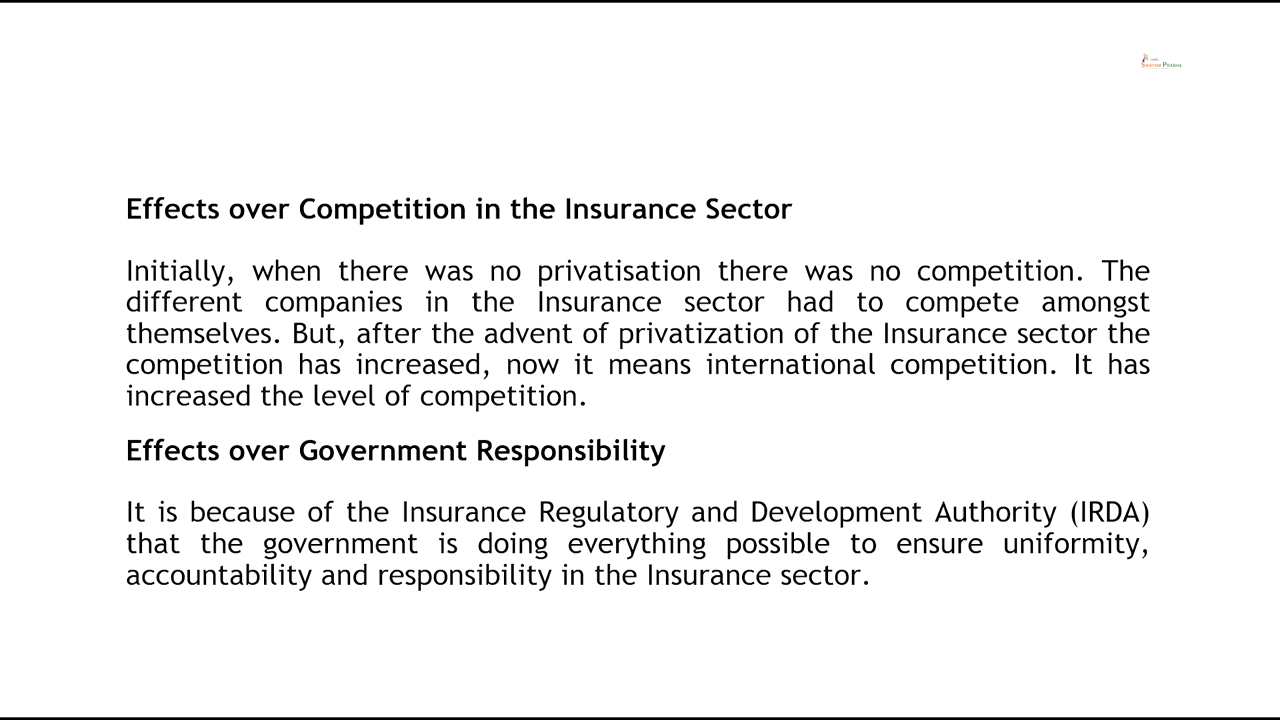 Swayam Prabha
Effects over Competition in the Insurance Sector
Initially, when there was no privatisation there was no competition. The
different companies in the Insurance sector had to compete amongst
themselves. But, after the advent of privatization of the Insurance sector the
competition has increased, now it means international competition. It has
increased the level of competition.
Effects over Government Responsibility
It is because of the Insurance Regulatory and Development Authority (IRDA)
that the government is doing everything possible to ensure uniformity,
accountability and responsibility in the Insurance sector.